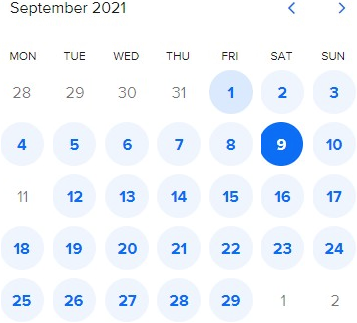 September 2021
MON TUE WED THU FRI SAT SUN
28 29 30 31 1 2 3
4 5 6 7 8 9 10
11 12 13 14 15 16 17
18 19 20 21 22 23 24
25 26 27 28 29 1 2